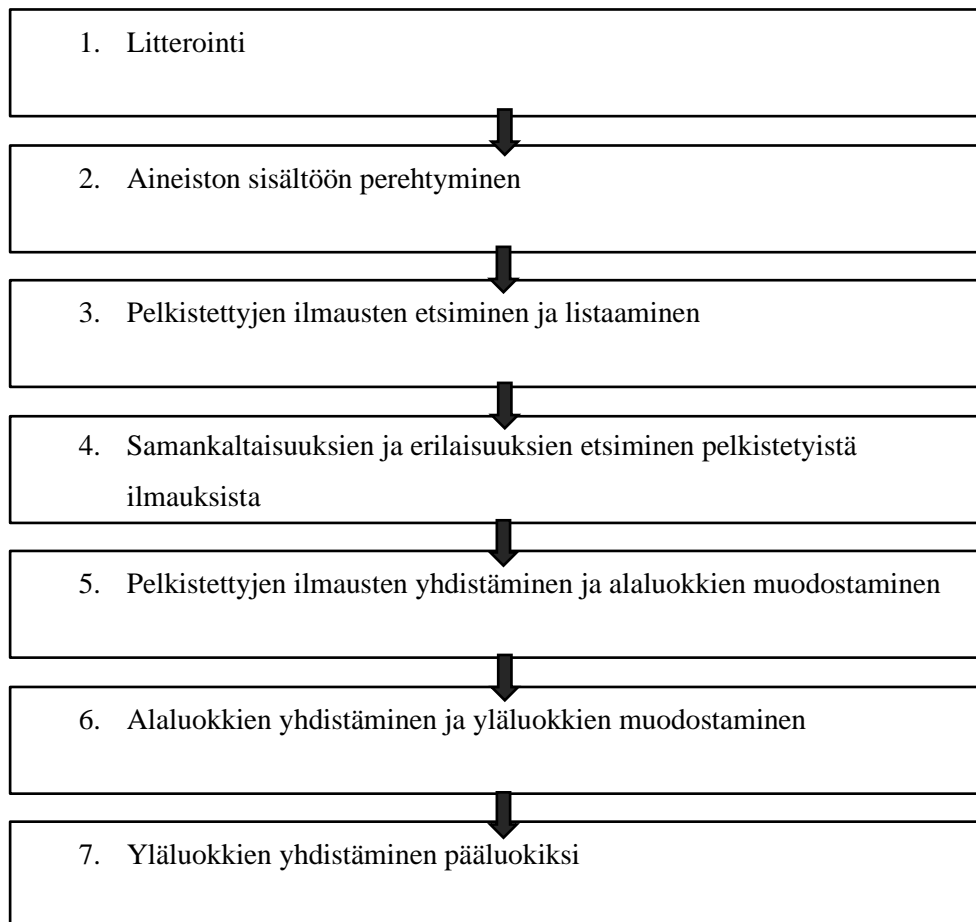 1. Litterointi
2. Aineiston sisältöön perehtyminen
3. Pelkistettyjen ilmausten etsiminen ja listaaminen
4. Samankaltaisuuksien ja erilaisuuksien etsiminen pelkistetyistä
ilmauksista
5. Pelkistettyjen ilmausten yhdistäminen ja alaluokkien muodostaminen
6. Alaluokkien yhdistäminen ja yläluokkien muodostaminen
7. Yläluokkien yhdistäminen pääluokiksi